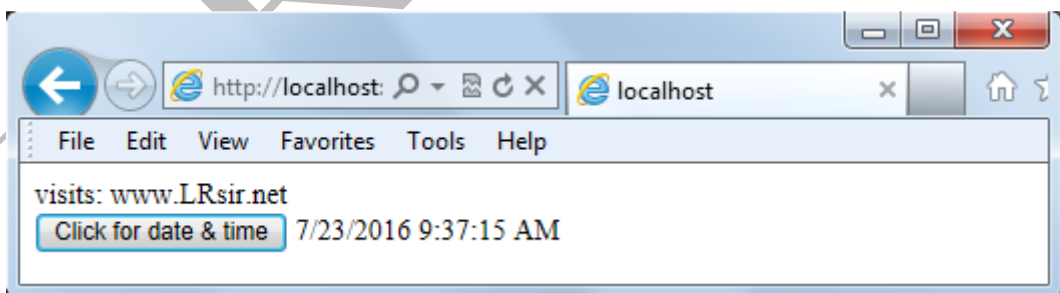 http://localhost:
localhost
File Edit View Favorites Tools Help
visits: www.LRsir.net
Click for date & time 7/23/2016 9:37:15 AM